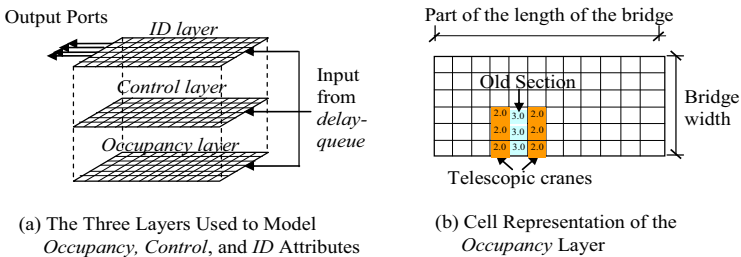 Output Ports
ID layer
Control layer
Occupancy layer
Input
from
delay-
queue
(a) The Three Layers Used to Model
Occupancy, Control, and ID Attributes
Part of the length of the bridge
Old Section
2.0 3.0 2.0
2.0 3.0 2.0
2.0 3.0 2.0
Bridge
width
Telescopic cranes
(b) Cell Representation of the
Occupancy Layer